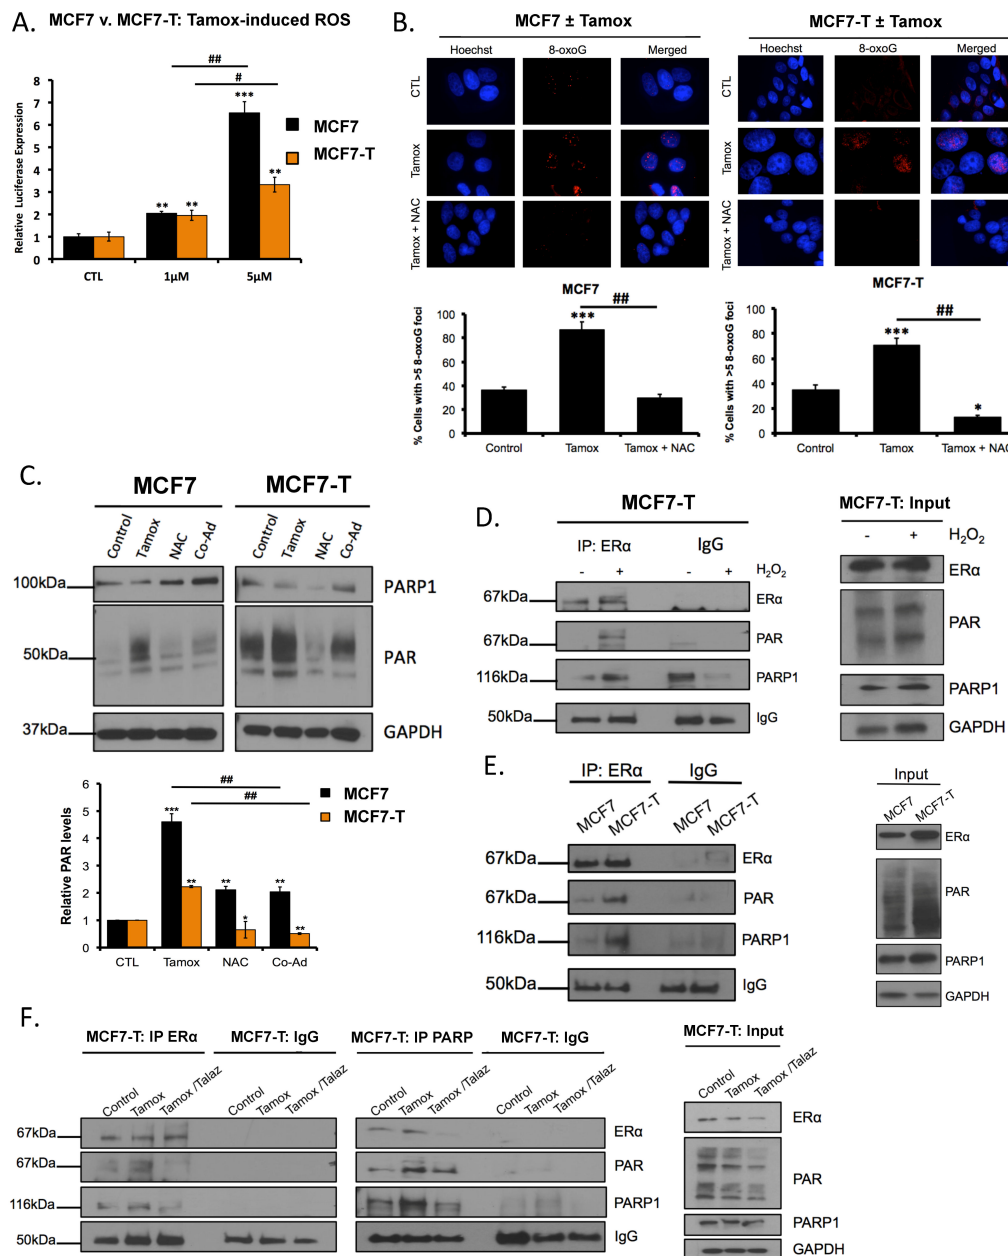 A.
MCF7 v. MCF7-T: Tamox-induced ROS
##
#
***
**
**
**
MCF7
MCF7-T
Relative Luciferase Expression
8
7
6
5
4
3
2
1
0
CTL
1µM
5µM
B.
MCF7 ± Tamox
Hoechst
8-oxoG
Merged
CTL
Tamox
Tamox + NAC
MCF7-T ± Tamox
Hoechst
8-oxoG
Merged
CTL
Tamox
Tamox + NAC
MCF7
##
***
% Cells with >5 8-oxoG foci
100
80
60
40
20
0
Control
Tamox
Tamox + NAC
MCF7-T
##
***
*
% Cells with >5 8-oxoG foci
100
80
60
40
20
0
Control
Tamox
Tamox + NAC
C.
MCF7
MCF7-T
Control
Tamox
NAC
Co-Ad
Control
Tamox
NAC
Co-Ad
100kDa
PARP1
50kDa
PAR
37kDa
GAPDH
##
##
MCF7
MCF7-T
***
**
**
*
**
**
Relative PAR levels
6
5
4
3
2
1
0
CTL
Tamox
NAC
Co-Ad
D.
MCF7-T
IP: ERα
IgG
- + - + H₂O₂
67kDa
ERα
67kDa
PAR
116kDa
PARP1
50kDa
IgG
MCF7-T: Input
- + H₂O₂
ERα
PAR
PARP1
GAPDH
E.
IP: ERα
IgG
MCF7
MCF7-T
MCF7
MCF7-T
67kDa
ERα
67kDa
PAR
116kDa
PARP1
50kDa
IgG
Input
MCF7
MCF7-T
ERα
PAR
PARP1
GAPDH
F.
MCF7-T: IP ERα
MCF7-T: IgG
MCF7-T: IP PARP
MCF7-T: IgG
Control
Tamox
Tamox /Talaz
Control
Tamox
Tamox /Talaz
Control
Tamox
Tamox /Talaz
Control
Tamox
Tamox /Talaz
67kDa
ERα
67kDa
PAR
116kDa
PARP1
50kDa
IgG
MCF7-T: Input
Control
Tamox
Tamox /Talaz
ERα
PAR
PARP1
GAPDH